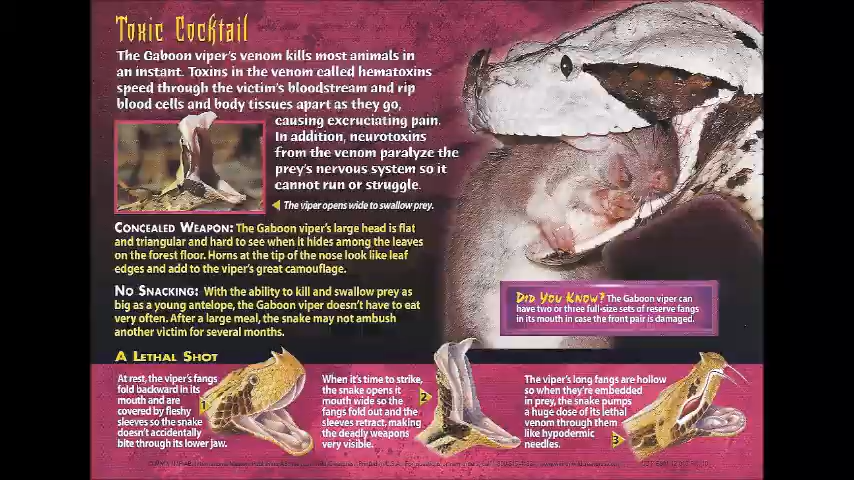 Toxic Cocktail
The Gaboon viper's venom kills most animals in
an instant. Toxins in the venom called hematoxins
speed through the victim's bloodstream and rip
blood cells and body tissues apart as they go,
causing excruciating pain.
In addition, neurotoxins
from the venom paralyze the
prey's nervous system so it
cannot run or struggle.
The viper opens wide to swallow prey.
CONCEALED WEAPON: The Gaboon viper's large head is flat
and triangular and hard to see when it hides among the leaves
on the forest floor. Horns at the tip of the nose look like leaf
edges and add to the viper's great camouflage.
NO SNACKING: With the ability to kill and swallow prey as
big as a young antelope, the Gaboon viper doesn't have to eat
very often. After a large meal, the snake may not ambush
another victim for several months.
DID YOU KNOW? The Gaboon viper can
have two or three full-size sets of reserve fangs
in its mouth in case the front pair is damaged.
A LETHAL SHOT
At rest, the viper's fangs
fold backward in its
mouth and are
covered by fleshy
sleeves so the snake
doesn't accidentally
bite through its lower jaw.
1
When it's time to strike,
the snake opens it
mouth wide so the
fangs fold out and the
sleeves retract, making
the deadly weapons
very visible.
2
The viper's long fangs are hollow
so when they're embedded
in prey, the snake pumps
a huge dose of its lethal
venom through them
like hypodermic
needles.
3